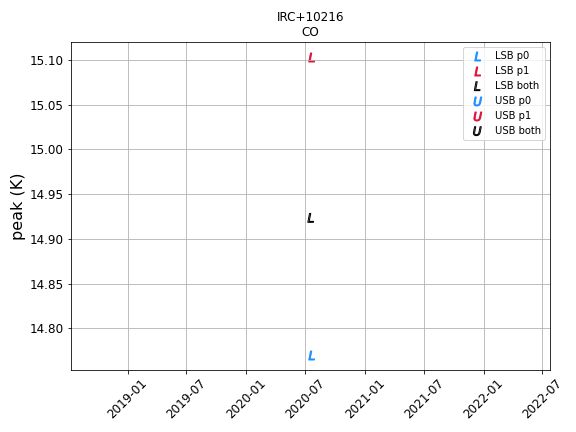 IRC+10216
CO
peak (K)
15.10
15.05
15.00
14.95
14.90
14.85
14.80
L
L
L
L LSB p0
L LSB p1
L LSB both
U USB p0
U USB p1
U USB both
2019-01
2019-07
2020-01
2020-07
2021-01
2021-07
2022-01
2022-07